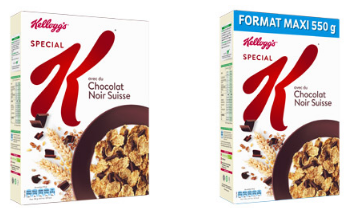 Kellogg's
SPECIAL
K
avec du
Chocolat
Noir Suisse
FORMAT MAXI 550 g
Kellogg's
SPECIAL
K
avec du
Chocolat
Noir Suisse